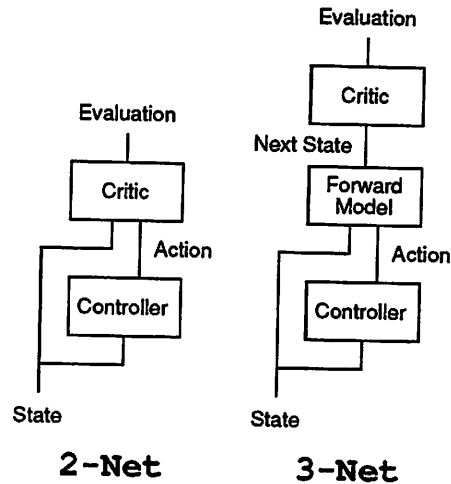 Evaluation
Critic
Action
Controller
State
2-Net
Evaluation
Critic
Next State
Forward
Model
Action
Controller
State
3-Net